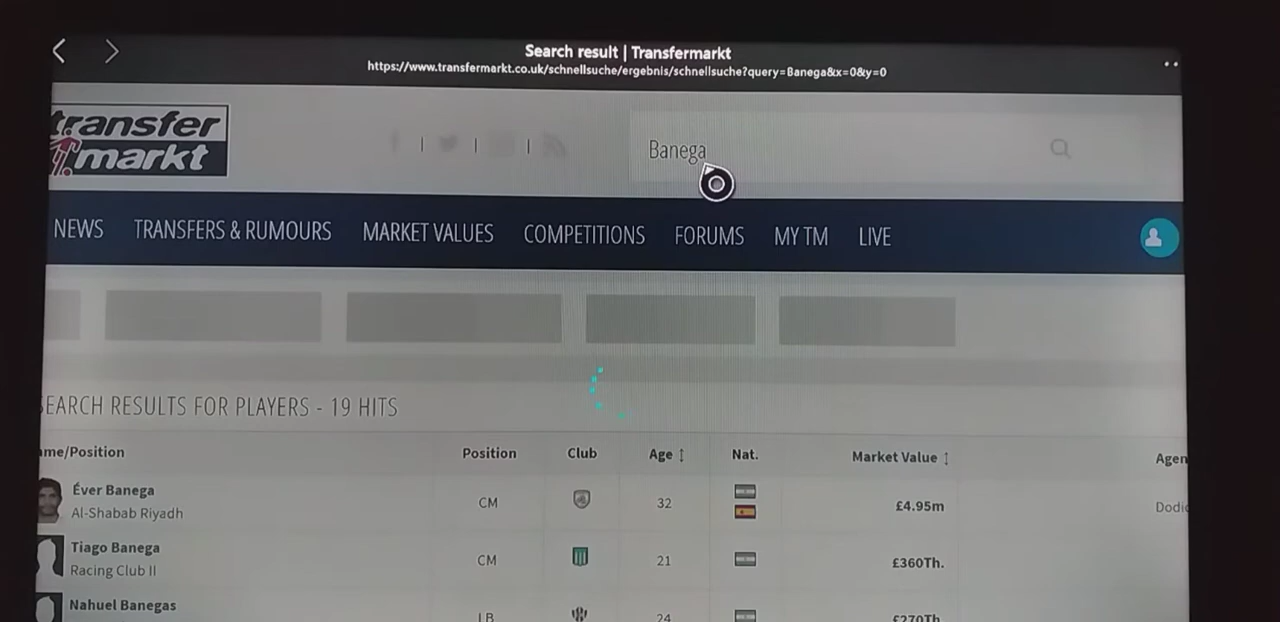 Search result | Transfermarkt
https://www.transfermarkt.co.uk/schnellsuche/ergebnis/schnellsuche?query=Banega&x=0&y=0
transfer
markt
Banega
NEWS TRANSFERS & RUMOURS MARKET VALUES COMPETITIONS FORUMS MY TM LIVE
SEARCH RESULTS FOR PLAYERS - 19 HITS
me/Position Position Club Age Nat. Market Value Agen
Éver Banega
Al-Shabab Riyadh
CM 32 £4.95m Dodi
Tiago Banega
Racing Club II
CM 21 £360Th.
Nahuel Banegas
LB 24 £270Th